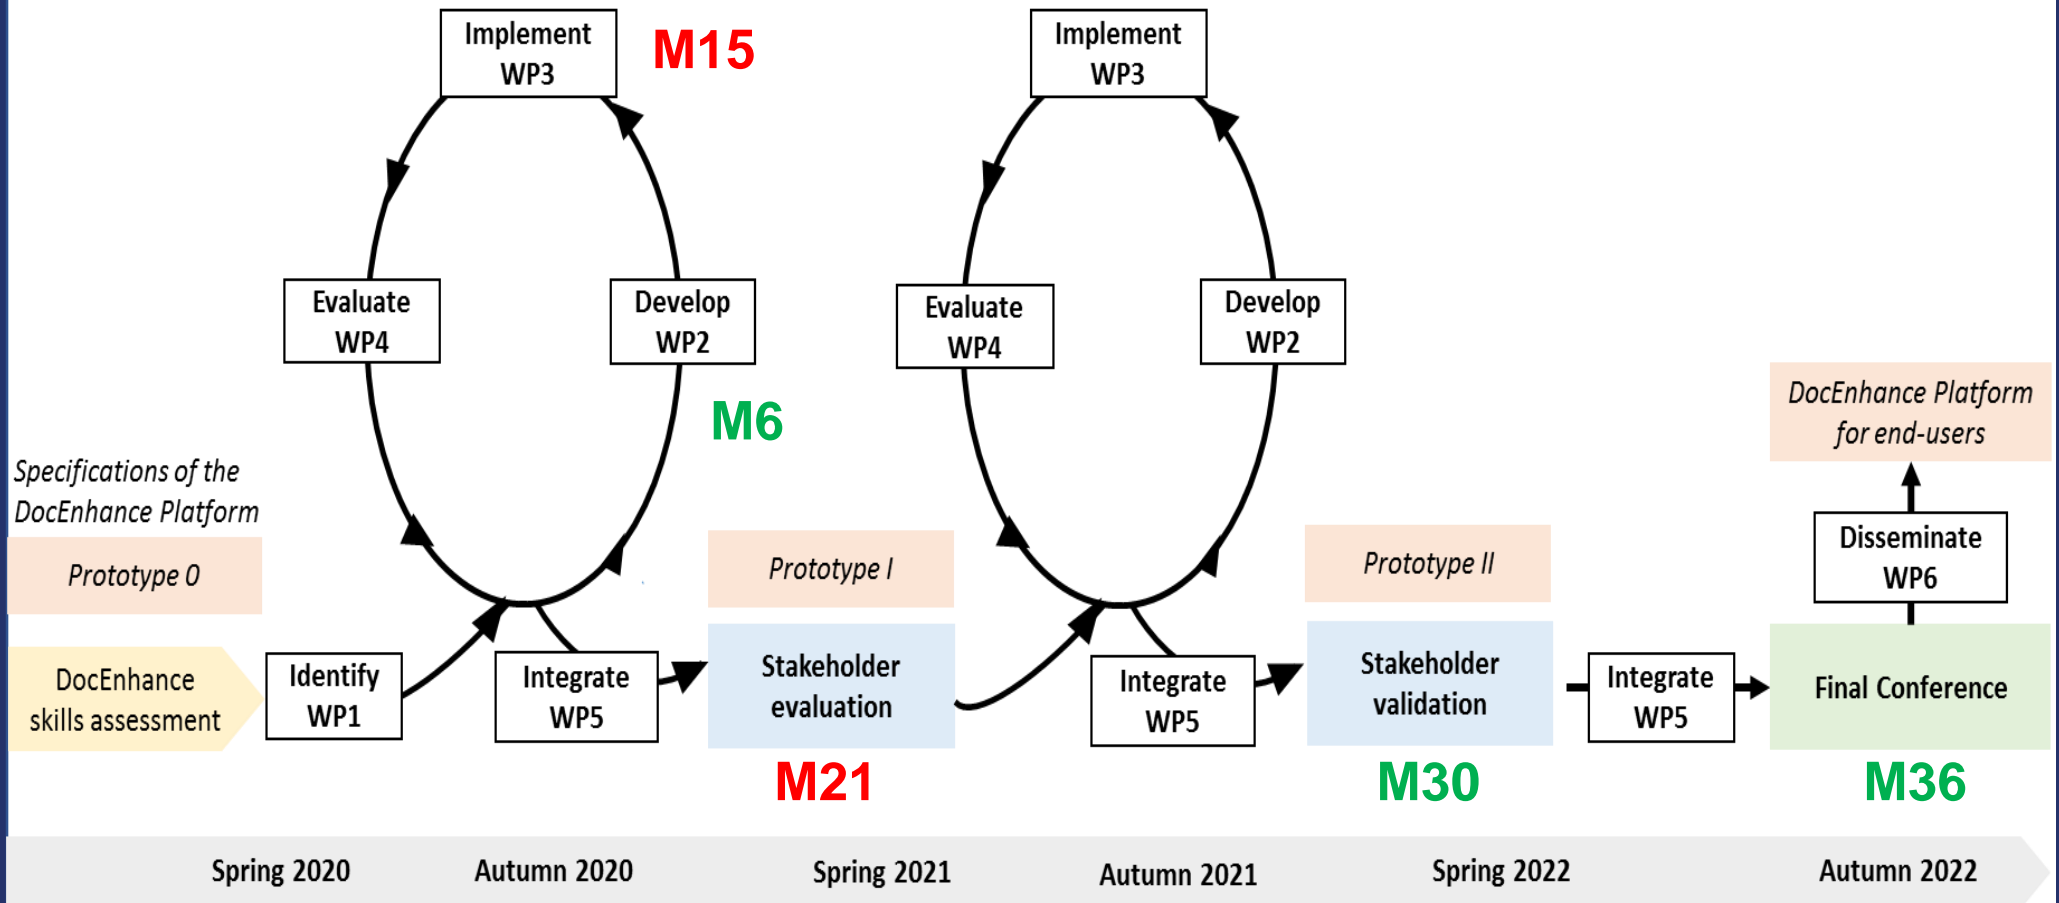 Implement
WP3
M15
Implement
WP3
Evaluate
WP4
Develop
WP2
M6
Evaluate
WP4
Develop
WP2
Specifications of the
DocEnhance Platform
Prototype 0
DocEnhance
skills assessment
Identify
WP1
Integrate
WP5
Prototype I
Stakeholder
evaluation
M21
Integrate
WP5
Prototype II
Stakeholder
validation
M30
Integrate
WP5
DocEnhance Platform
for end-users
Disseminate
WP6
Final Conference
M36
Spring 2020
Autumn 2020
Spring 2021
Autumn 2021
Spring 2022
Autumn 2022